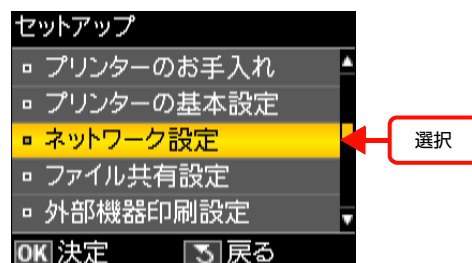 セットアップ
プリンターのお手入れ
プリンターの基本設定
ネットワーク設定
選択
ファイル共有設定
外部機器印刷設定
OK 決定 戻る